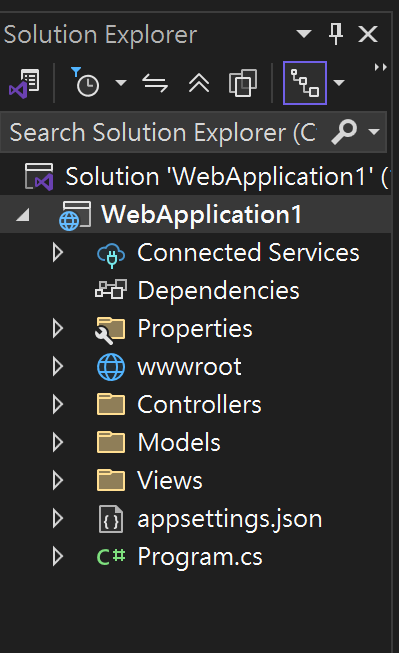 Solution Explorer
Search Solution Explorer (C
Solution 'WebApplication1' (
WebApplication1
Connected Services
Dependencies
Properties
wwwroot
Controllers
Models
Views
appsettings.json
C# Program.cs